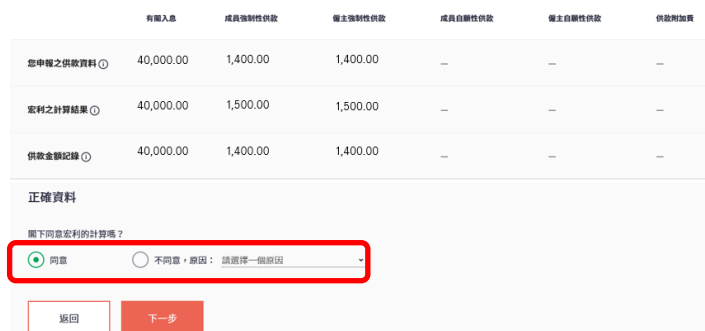 有關入息 成員強制性供款 僱主強制性供款 成員自願性供款 僱主自願性供款 供款附加費
您申報之供款資料 40,000.00 1,400.00 1,400.00 — — —
宏利之計算結果 40,000.00 1,500.00 1,500.00 — — —
供款金額記錄 40,000.00 1,400.00 1,400.00 — — —
正確資料
閣下同意宏利的計算嗎？
同意 不同意，原因： 請選擇一個原因
返回 下一步